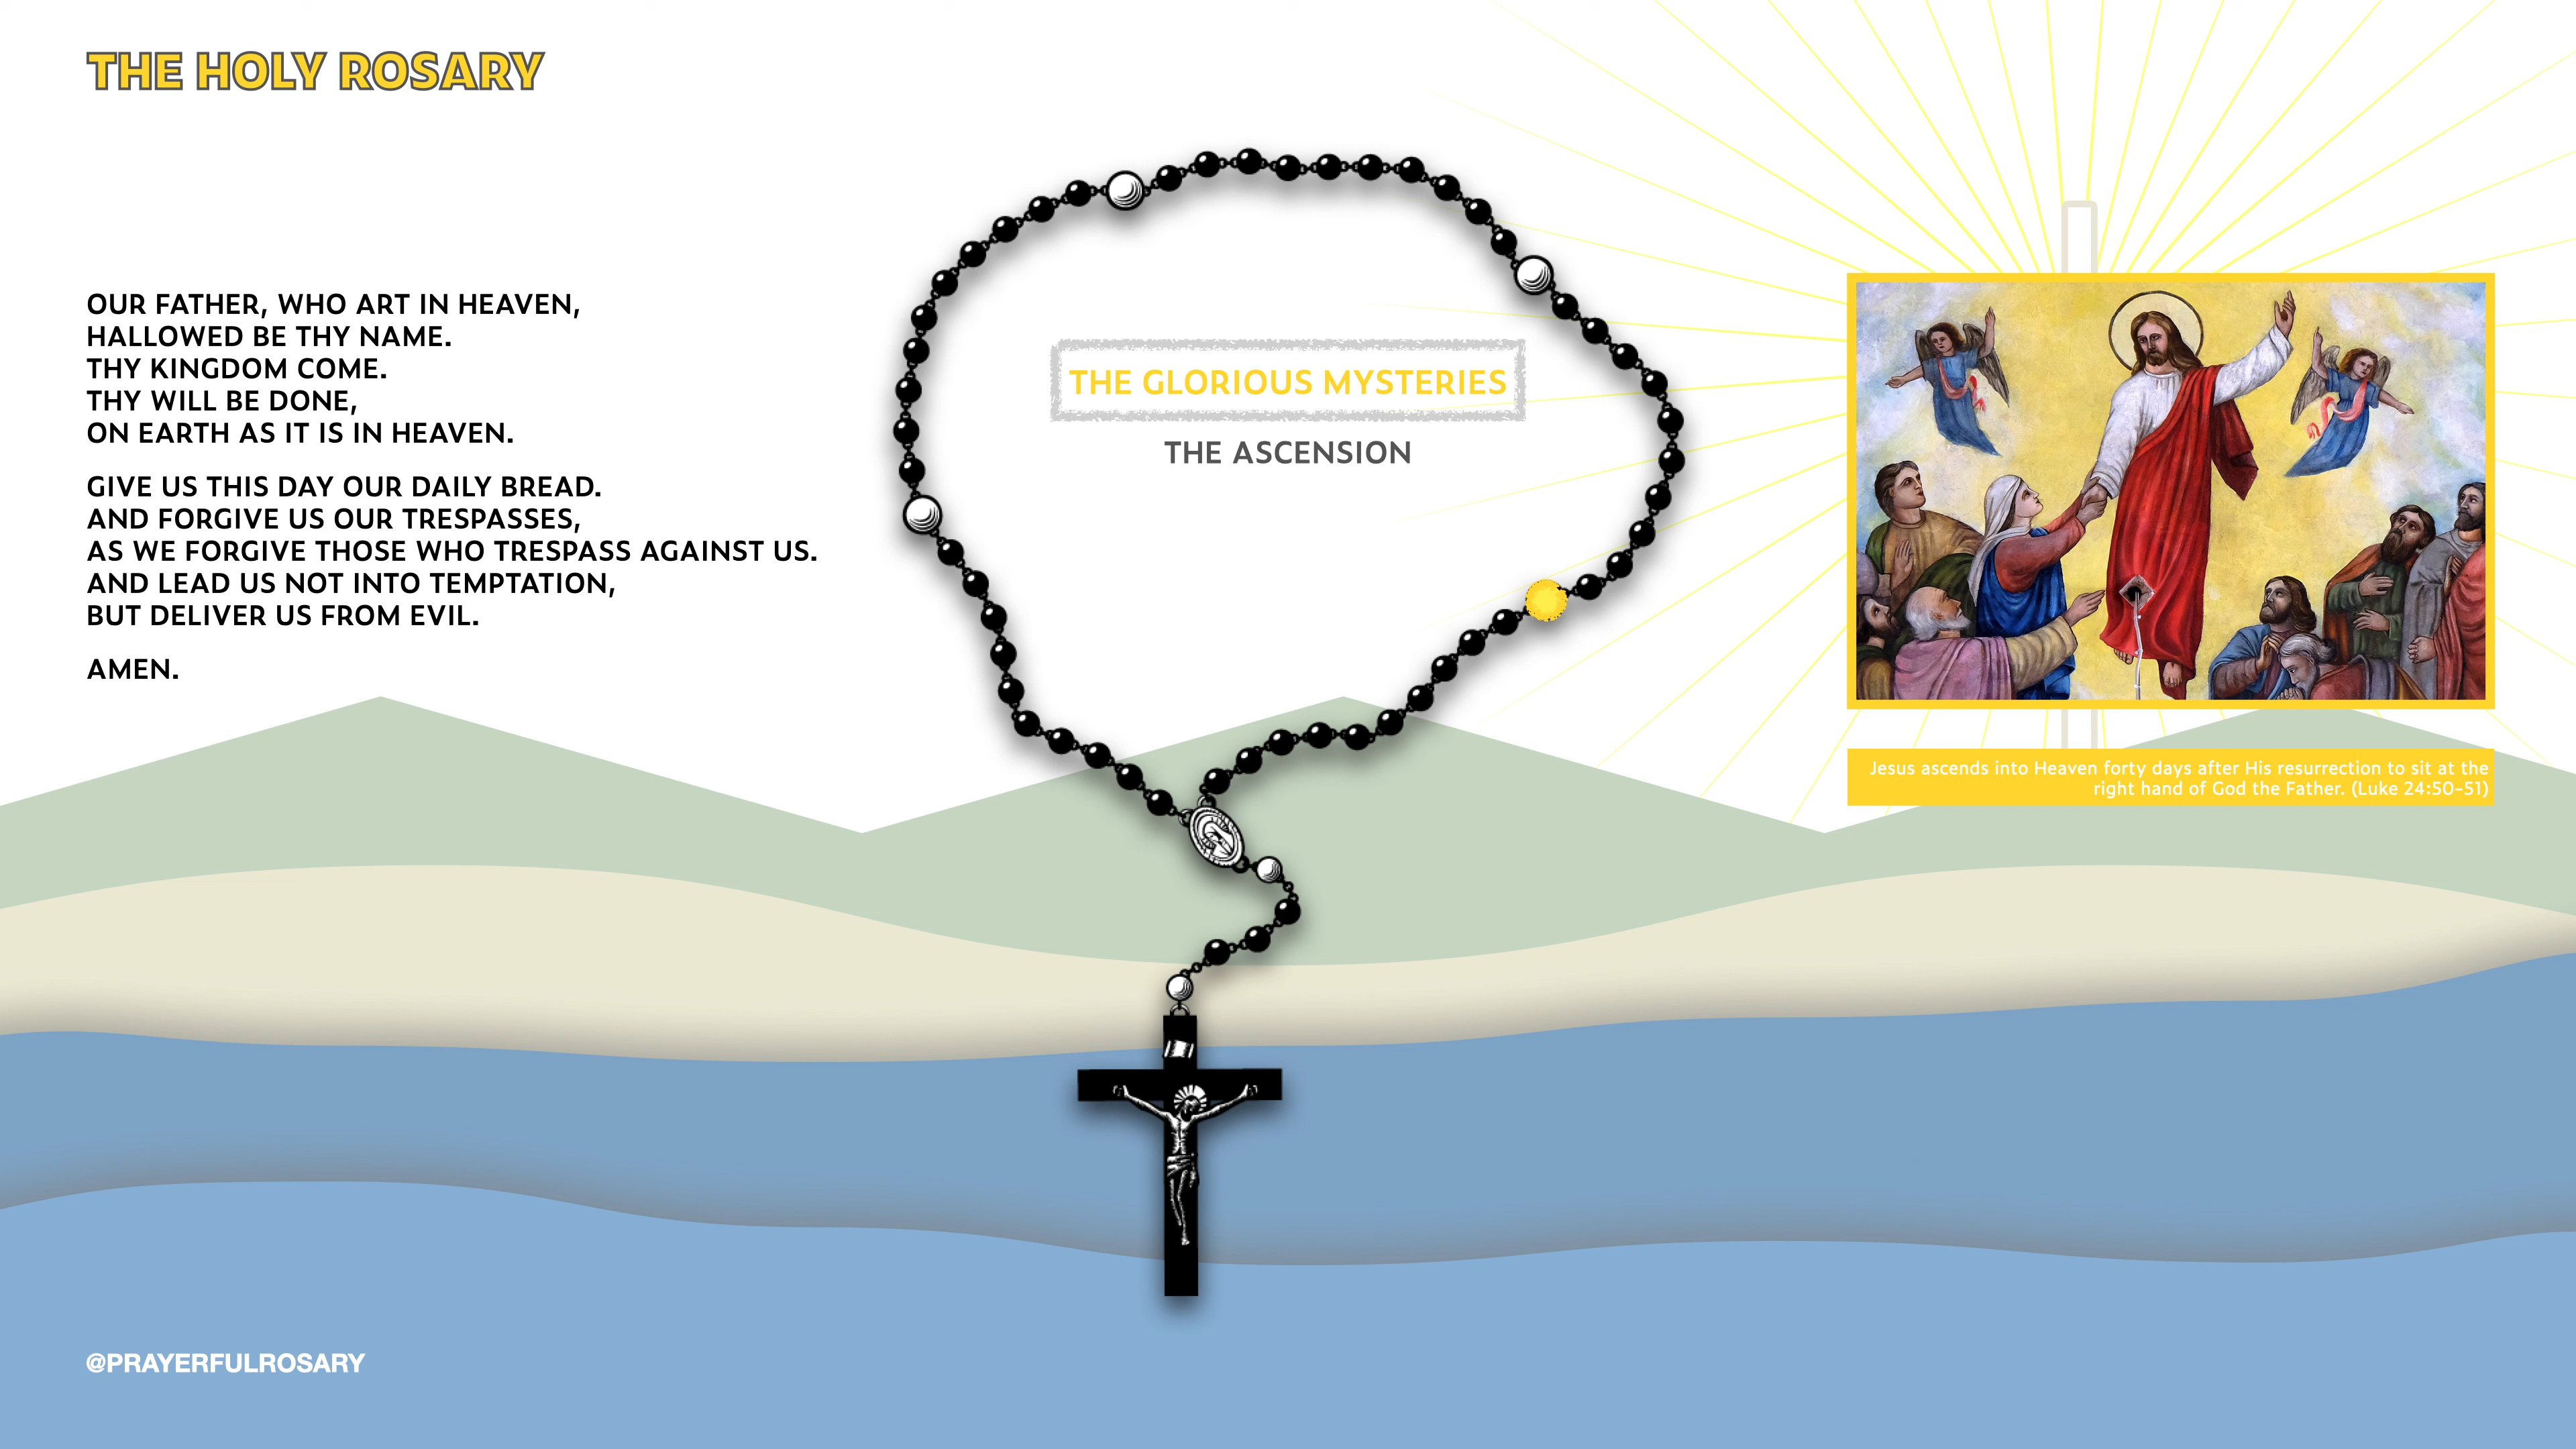 THE HOLY ROSARY
OUR FATHER, WHO ART IN HEAVEN,
HALLOWED BE THY NAME.
THY KINGDOM COME.
THY WILL BE DONE,
ON EARTH AS IT IS IN HEAVEN.
GIVE US THIS DAY OUR DAILY BREAD.
AND FORGIVE US OUR TRESPASSES,
AS WE FORGIVE THOSE WHO TRESPASS AGAINST US.
AND LEAD US NOT INTO TEMPTATION,
BUT DELIVER US FROM EVIL.
AMEN.
THE GLORIOUS MYSTERIES
THE ASCENSION
Jesus ascends into Heaven forty days after His resurrection to sit at the
right hand of God the Father. (Luke 24:50-51)
@PRAYERFULROSARY